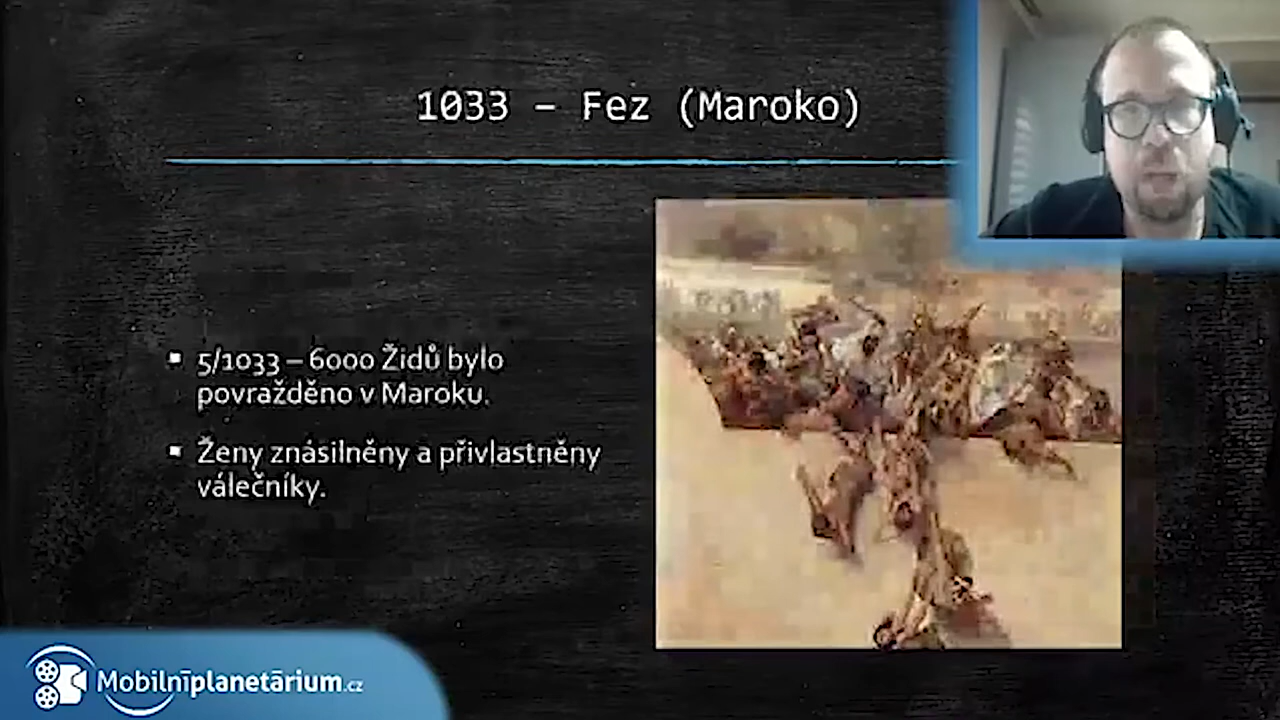 1033 – Fez (Maroko)
▪ 5/1033 – 6000 Židů bylo
povražděno v Maroku.
▪ Ženy znásilněny a přivlastněny
válečníky.
Mobilníplanetárium.cz